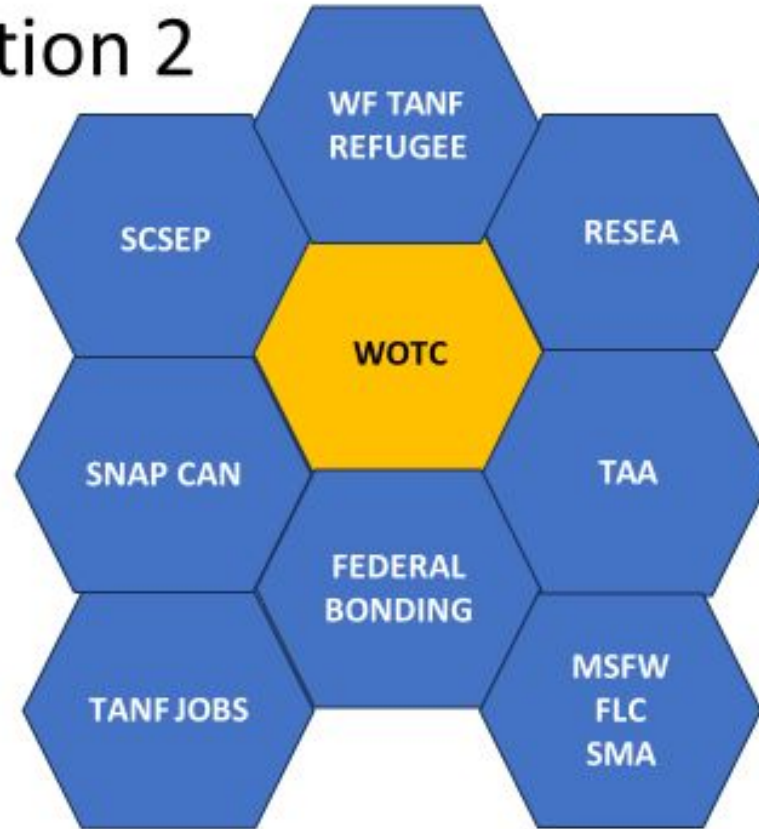 tion 2
WF TANF
REFUGEE
SCSEP
RESEA
WOTC
SNAP CAN
TAA
FEDERAL
BONDING
TANF JOBS
MSFW
FLC
SMA